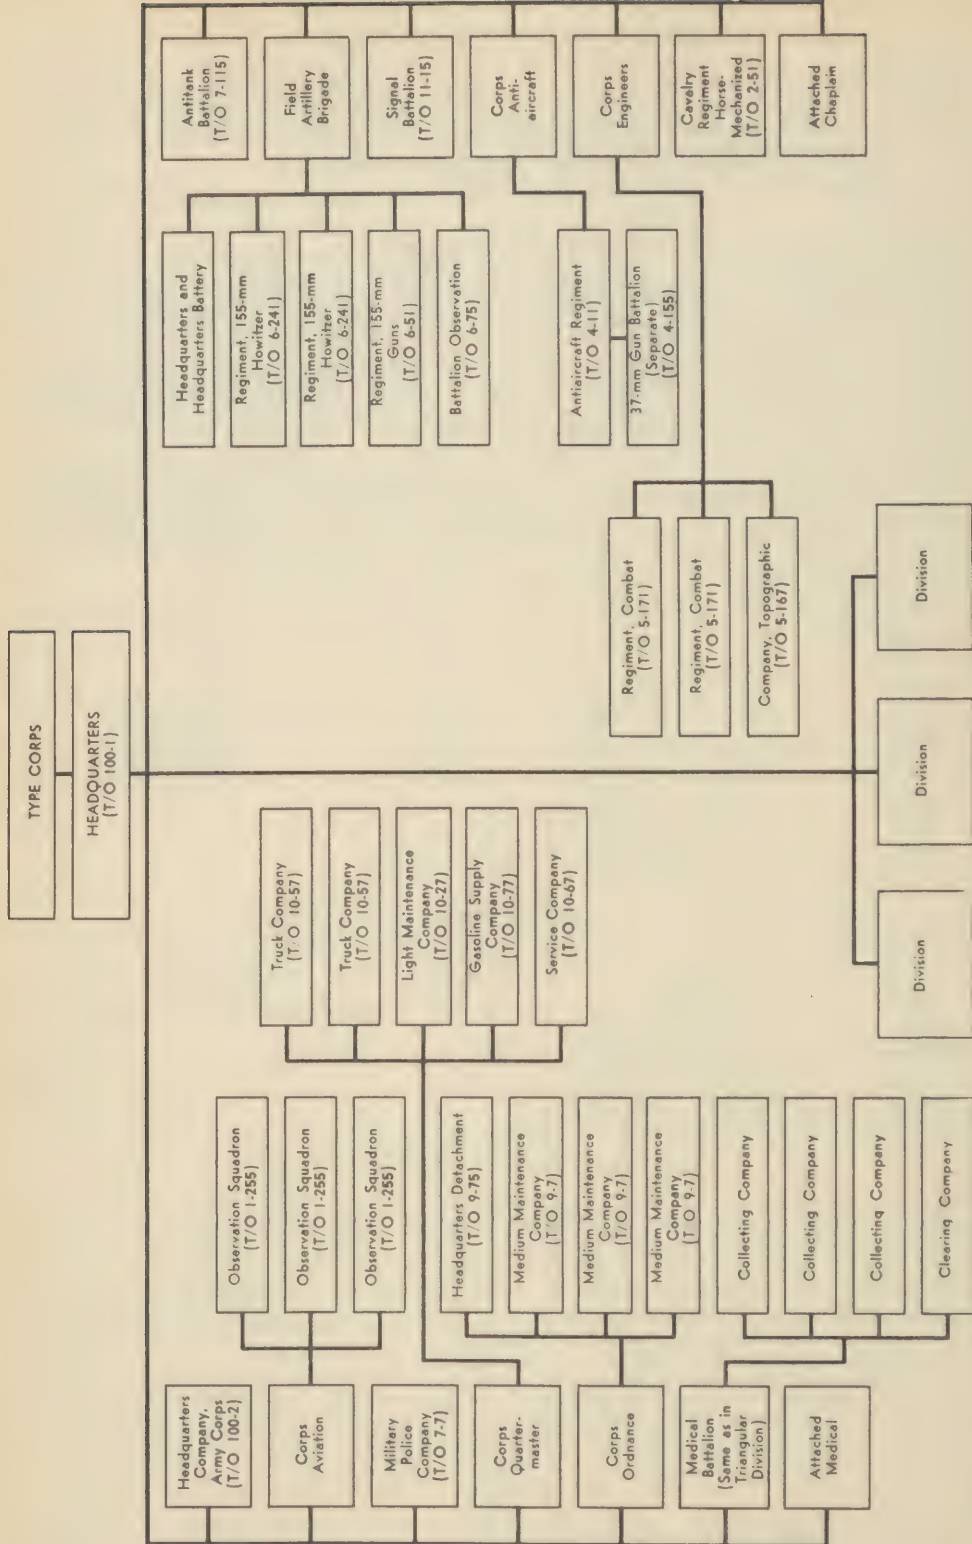 TYPE CORPS
HEADQUARTERS
(T/O 100-1)
Headquarters
Company,
Army Corps
(T/O 100-2)
Corps
Aviation
Observation Squadron
(T/O 1-255)
Observation Squadron
(T/O 1-255)
Observation Squadron
(T/O 1-255)
Military
Police
Company
(T/O 7-7)
Corps
Quarter-
master
Truck Company
(T/O 10-57)
Truck Company
(T/O 10-57)
Light Maintenance
Company
(T/O 10-27)
Gasoline Supply
Company
(T/O 10-77)
Service Company
(T/O 10-67)
Corps
Ordnance
Headquarters Detachment
(T/O 9-75)
Medium Maintenance
Company
(T/O 9-7)
Medium Maintenance
Company
(T/O 9-7)
Medium Maintenance
Company
(T O 9-7)
Medical
Battalion
(Same as in
Triangular
Division)
Collecting Company
Collecting Company
Collecting Company
Clearing Company
Attached
Medical
Antitank
Battalion
(T/O 7-115)
Field
Artillery
Brigade
Headquarters and
Headquarters Battery
Regiment, 155-mm
Howitzer
(T/O 6-241)
Regiment, 155-mm
Howitzer
(T/O 6-241)
Regiment, 155-mm
Guns
(T/O 6-51)
Battalion Observation
(T/O 6-75)
Signal
Battalion
(T/O 11-15)
Corps
Anti-
aircraft
Antiaircraft Regiment
(T/O 4-11)
37-mm Gun Battalion
(Separate)
(T/O 4-155)
Corps
Engineers
Regiment, Combat
(T/O 5-171)
Regiment, Combat
(T/O 5-171)
Company, Topographic
(T/O 5-167)
Cavalry
Regiment
Horse-
Mechanized
(T/O 2-51)
Attached
Chaplain
Division
Division
Division